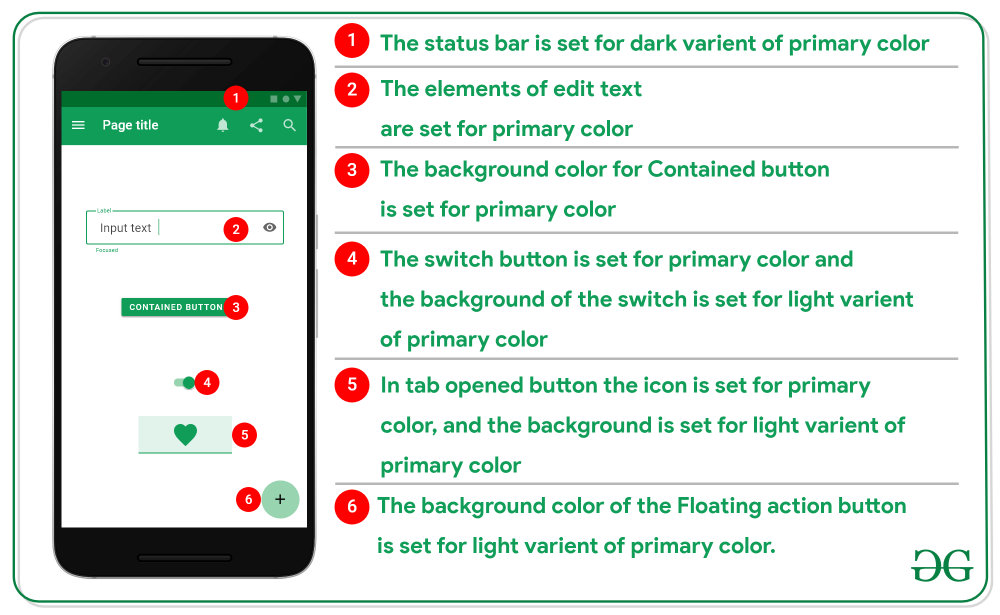 1
Page title
Label
Input text
2
Focused
CONTAINED BUTTON
3
4
5
6
+
1 The status bar is set for dark varient of primary color
2 The elements of edit text
are set for primary color
3 The background color for Contained button
is set for primary color
4 The switch button is set for primary color and
the background of the switch is set for light varient
of primary color
5 In tab opened button the icon is set for primary
color, and the background is set for light varient of
primary color
6 The background color of the Floating action button
is set for light varient of primary color.